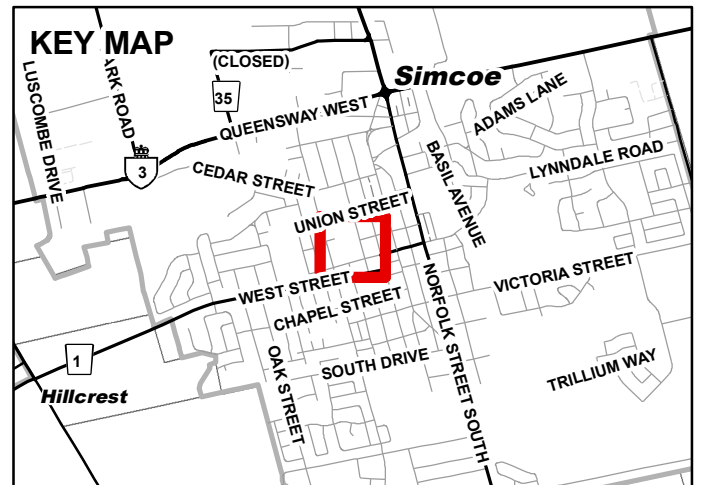 KEY MAP
(CLOSED)
Simcoe
LUSCOMBE DRIVE
ARK ROAD
35
QUEENSWAY WEST
ADAMS LANE
3
BASIL AVENUE
LYNNDALE ROAD
CEDAR STREET
UNION STREET
WEST STREET
NORFOLK STREET SOUTH
VICTORIA STREET
CHAPEL STREET
1
OAK STREET
SOUTH DRIVE
TRILLIUM WAY
Hillcrest